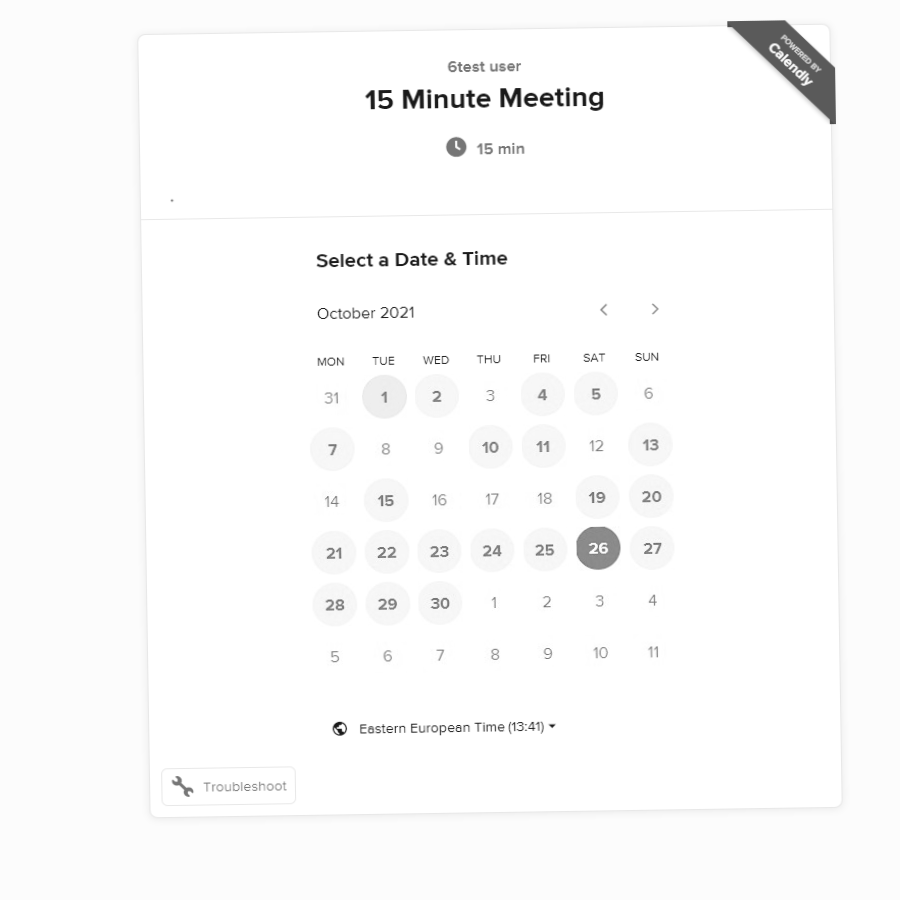 POWERED BY
Calendly
6test user
15 Minute Meeting
15 min
Select a Date & Time
October 2021
MON TUE WED THU FRI SAT SUN
31 1 2 3 4 5 6
7 8 9 10 11 12 13
14 15 16 17 18 19 20
21 22 23 24 25 26 27
28 29 30 1 2 3 4
5 6 7 8 9 10 11
Eastern European Time (13:41)
Troubleshoot